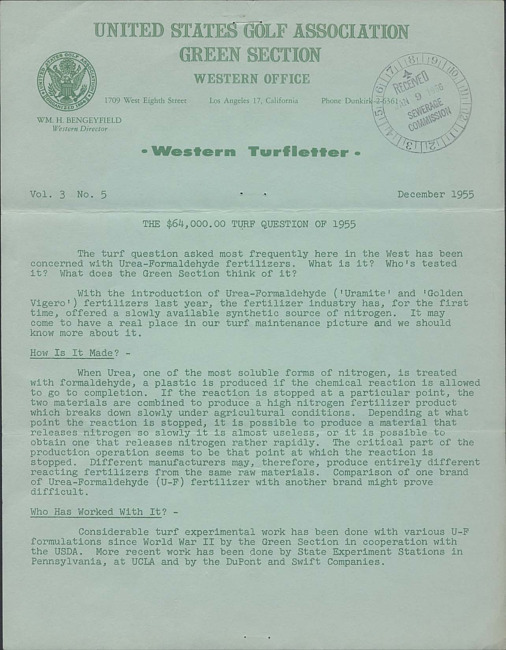 UNITED STATES GOLF ASSOCIATION
GREEN SECTION
WESTERN OFFICE
1709 West Eighth Street Los Angeles 17, California Phone Dunkirk
WM. H. BENGEYFIELD
Western Director
RECEIVED
9
SEWERAGE
COMMISSION
• Western Turfletter •
Vol. 3 No. 5 December 1955
THE $64,000.00 TURF QUESTION OF 1955
The turf question asked most frequently here in the West has been
concerned with Urea-Formaldehyde fertilizers. What is it? Who's tested
it? What does the Green Section think of it?
With the introduction of Urea-Formaldehyde ('Uramite' and 'Golden
Vigero') fertilizers last year, the fertilizer industry has, for the first
time, offered a slowly available synthetic source of nitrogen. It may
come to have a real place in our turf maintenance picture and we should
know more about it.
How Is It Made? -
When Urea, one of the most soluble forms of nitrogen, is treated
with formaldehyde, a plastic is produced if the chemical reaction is allowed
to go to completion. If the reaction is stopped at a particular point, the
two materials are combined to produce a high nitrogen fertilizer product
which breaks down slowly under agricultural conditions. Depending at what
point the reaction is stopped, it is possible to produce a material that
releases nitrogen so slowly it is almost useless, or it is possible to
obtain one that releases nitrogen rather rapidly. The critical part of the
production operation seems to be that point at which the reaction is
stopped. Different manufacturers may, therefore, produce entirely different
reacting fertilizers from the same raw materials. Comparison of one brand
of Urea-Formaldehyde (U-F) fertilizer with another brand might prove
difficult.
Who Has Worked With It? -
Considerable turf experimental work has been done with various U-F
formulations since World War II by the Green Section in cooperation with
the USDA. More recent work has been done by State Experiment Stations in
Pennsylvania, at UCLA and by the DuPont and Swift Companies.